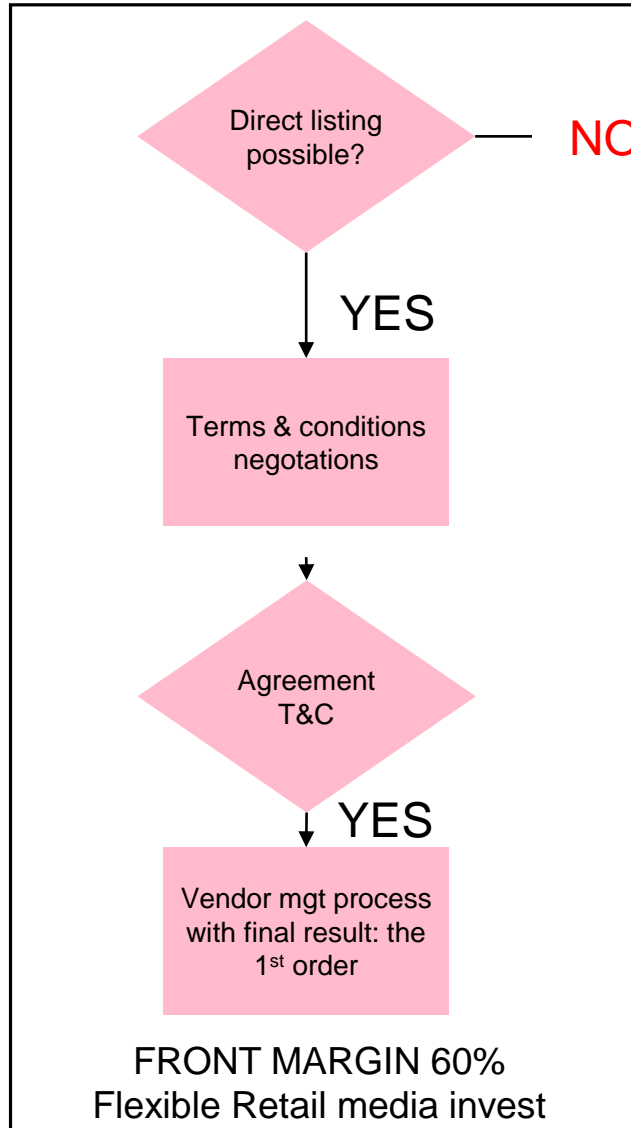 Direct listing
possible?
NO
YES
Terms & conditions
negotations
Agreement
T&C
YES
Vendor mgt process
with final result: the
1st order
FRONT MARGIN 60%
Flexible Retail media invest